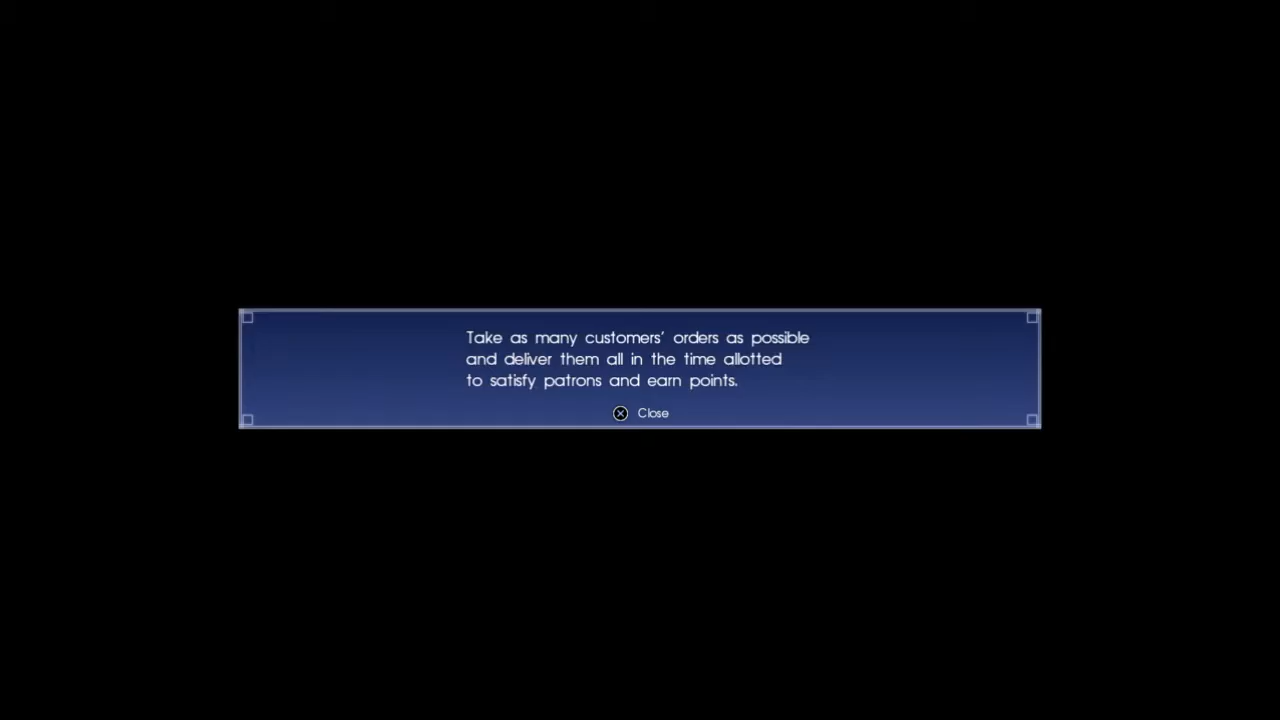 Take as many customers’ orders as possible
and deliver them all in the time allotted
to satisfy patrons and earn points.
Close